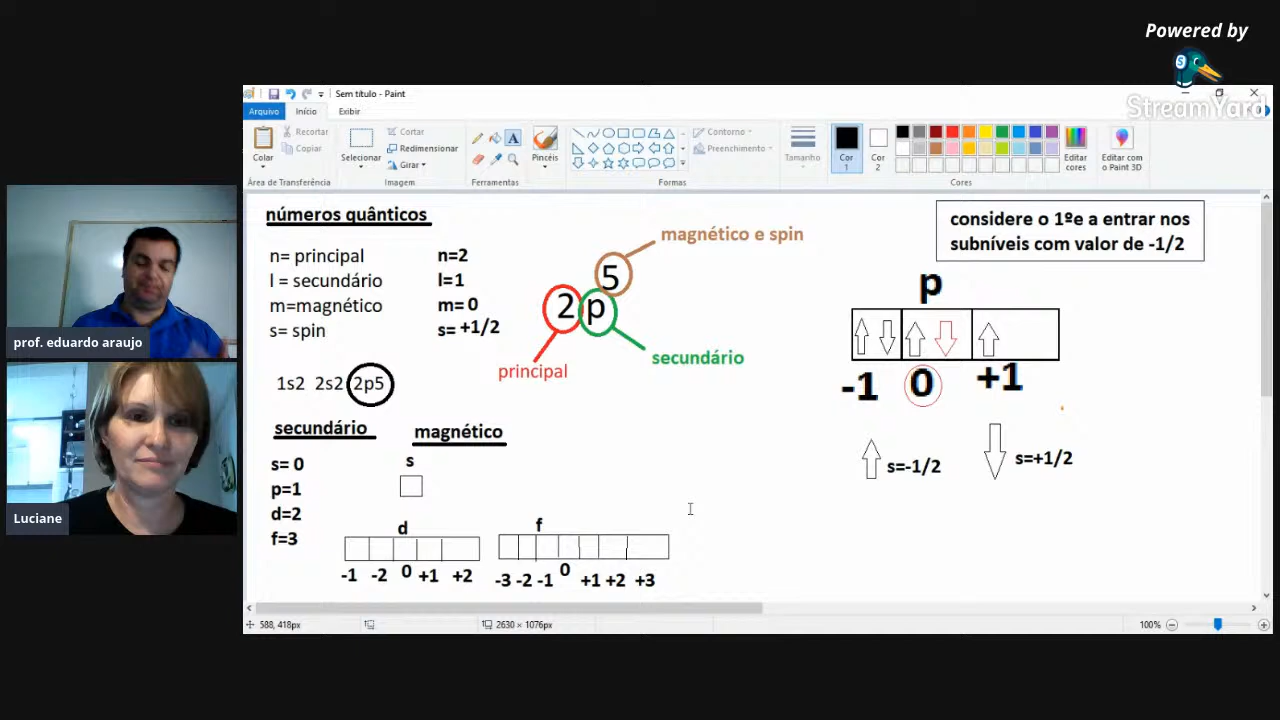 Powered by
StreamYard
Sem título - Paint
Arquivo Início Exibir
Colar
Recortar
Copiar
Área de Transferência
Selecionar
Cortar
Redimensionar
Girar
Imagem
Ferramentas
Pincéis
Contorno
Preenchimento
Formas
Tamanho
Cor 1
Cor 2
Editar cores
Editar com o Paint 3D
Cores
números quânticos
n= principal
l = secundário
m=magnético
s= spin
n=2
l=1
m= 0
s= +1/2
magnético e spin
5
2 p
principal
secundário
considere o 1ºe a entrar nos
subníveis com valor de -1/2
p
-1 0 +1
s=-1/2
s=+1/2
1s2 2s2 2p5
secundário
s= 0
p=1
d=2
f=3
magnético
s
d
-1 -2 0 +1 +2
f
-3 -2 -1 0 +1 +2 +3
prof. eduardo araujo
Luciane
588, 418px
2630 × 1076px
100%